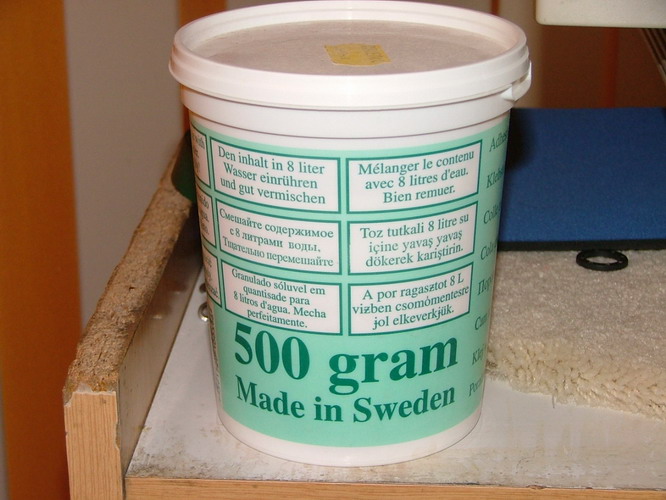 Den inhalt in 8 liter
Wasser einrühren
und gut vermischen
Mélanger le contenu
avec 8 litres d'eau.
Bien remuer.
Смешайте содержимое
с 8 литрами воды,
Тщательно перемешайте
Toz tutkali 8 litre su
içine yavaş yavaş
dökerek kariştirin.
Granulado sóluvel em
quantisade para
8 litros d'agua. Mecha
perfeitamente.
A por ragasztot 8 L
vizben csomómentesre
jol elkeverkjük.
500 gram
Made in Sweden